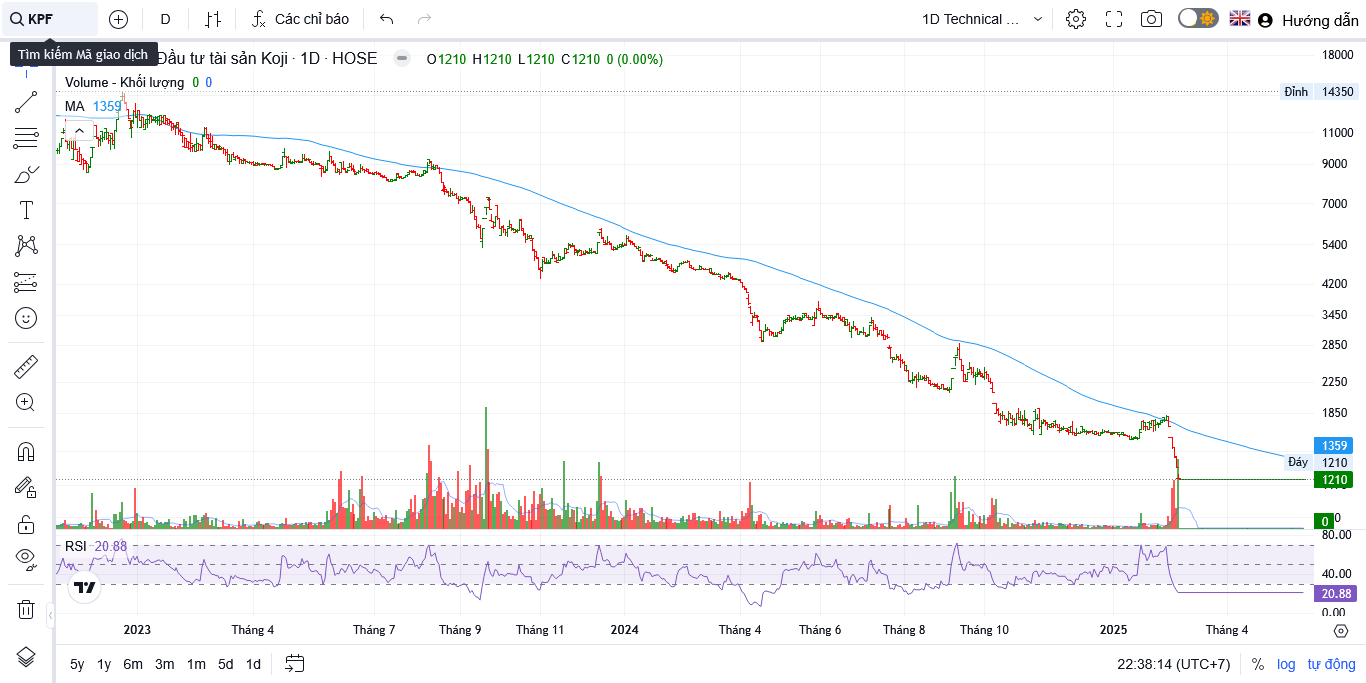 KPF
D
Các chỉ báo
1D Technical ...
Hướng dẫn
Tìm kiếm Mã giao dịch
Đầu tư tài sản Koji · 1D · HOSE
O1210 H1210 L1210 C1210 0 (0.00%)
Volume - Khối lượng 0 0
MA 1359
18000
Đỉnh 14350
11000
9000
7000
5400
4200
3450
2850
2250
1850
1359
Đáy 1210
1210
0
RSI 20.88
80.00
40.00
20.88
0.00
2023 Tháng 4 Tháng 7 Tháng 9 Tháng 11 2024 Tháng 4 Tháng 6 Tháng 8 Tháng 10 2025 Tháng 4
5y 1y 6m 3m 1m 5d 1d
22:38:14 (UTC+7) % log tự động